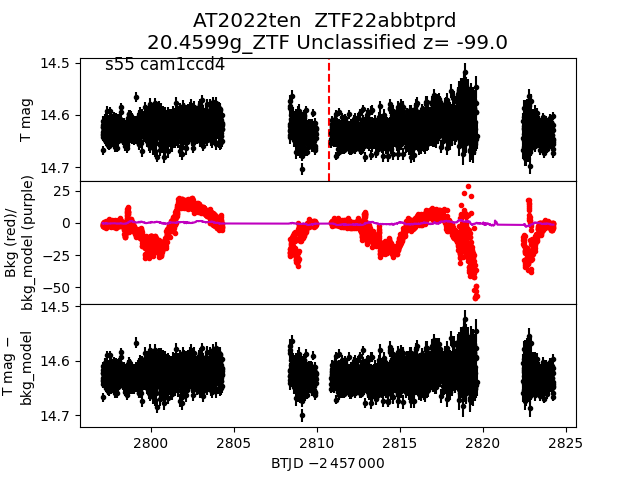 AT2022ten ZTF22abbtprd
20.4599g_ZTF Unclassified z= -99.0
s55 cam1ccd4
T mag
14.5
14.6
14.7
Bkg (red)/
bkg_model (purple)
25
0
−25
−50
T mag −
bkg_model
14.5
14.6
14.7
2800
2805
2810
2815
2820
2825
BTJD −2 457 000